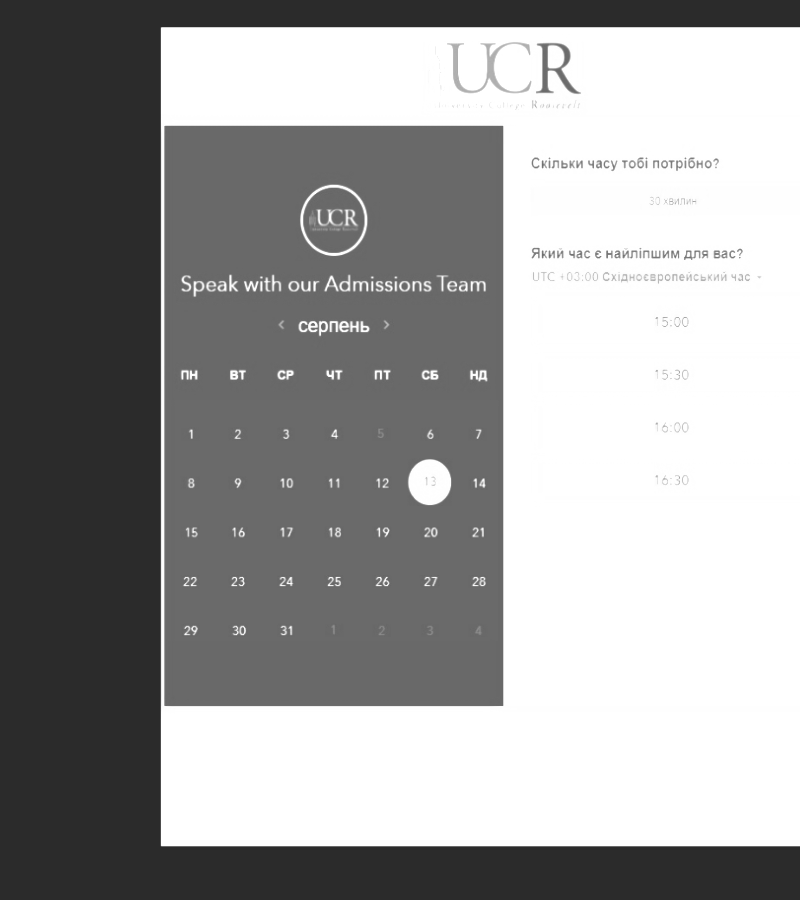 UCR
University College Roosevelt
UCR
Speak with our Admissions Team
< серпень >
ПН ВТ СР ЧТ ПТ СБ НД
1 2 3 4 5 6 7
8 9 10 11 12 13 14
15 16 17 18 19 20 21
22 23 24 25 26 27 28
29 30 31 1 2 3 4
Скільки часу тобі потрібно?
30 хвилин
Який час є найліпшим для вас?
UTC +03:00 Східноєвропейський час
15:00
15:30
16:00
16:30